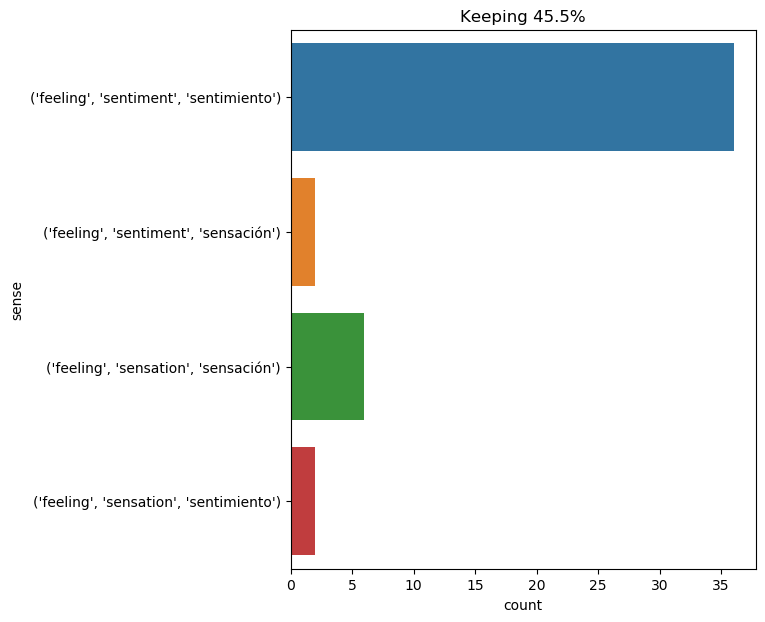 Keeping 45.5%
('feeling', 'sentiment', 'sentimiento')
('feeling', 'sentiment', 'sensación')
('feeling', 'sensation', 'sensación')
('feeling', 'sensation', 'sentimiento')
sense
0 5 10 15 20 25 30 35
count